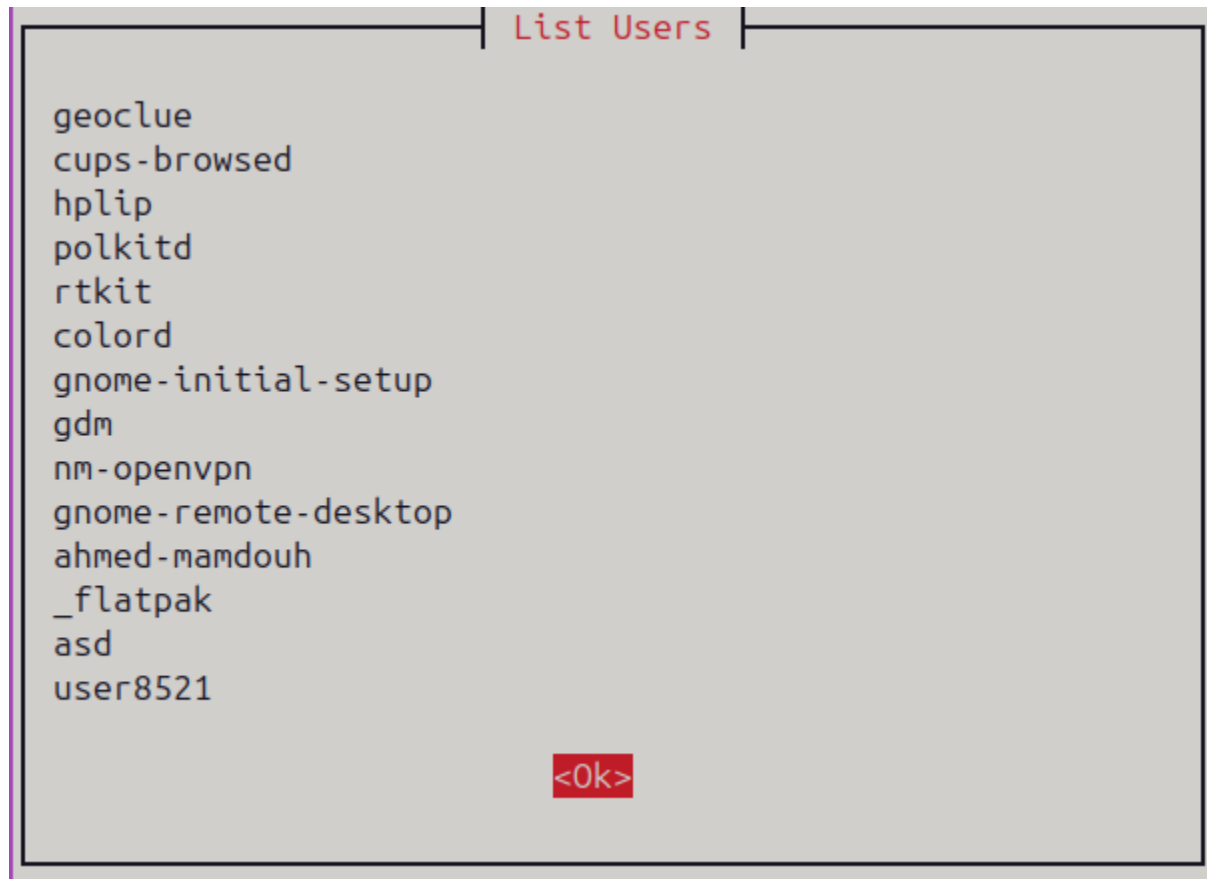 List Users
geoclue
cups-browsed
hplip
polkitd
rtkit
colord
gnome-initial-setup
gdm
nm-openvpn
gnome-remote-desktop
ahmed-mamdouh
_flatpak
asd
user8521
<Ok>